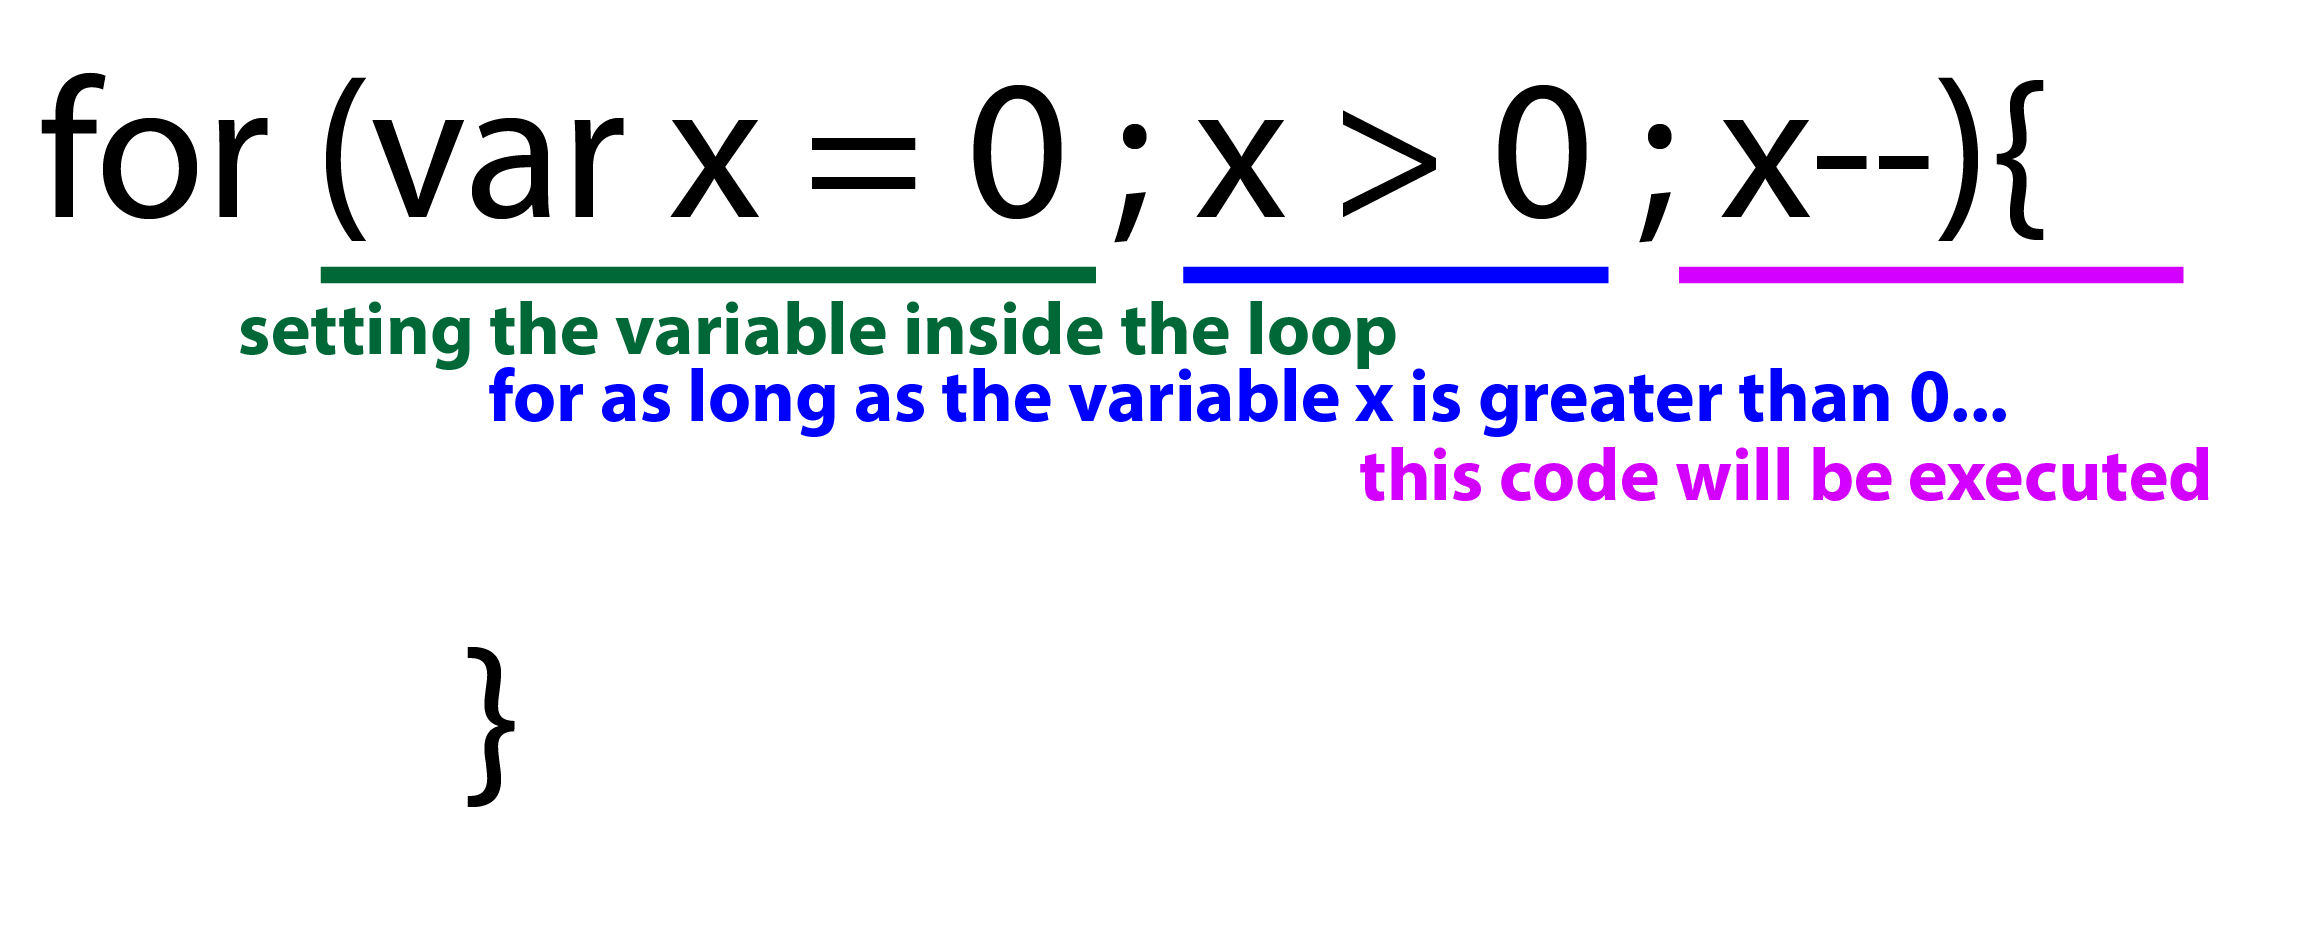 for (var x = 0 ; x > 0 ; x--){
setting the variable inside the loop
for as long as the variable x is greater than 0...
this code will be executed
}